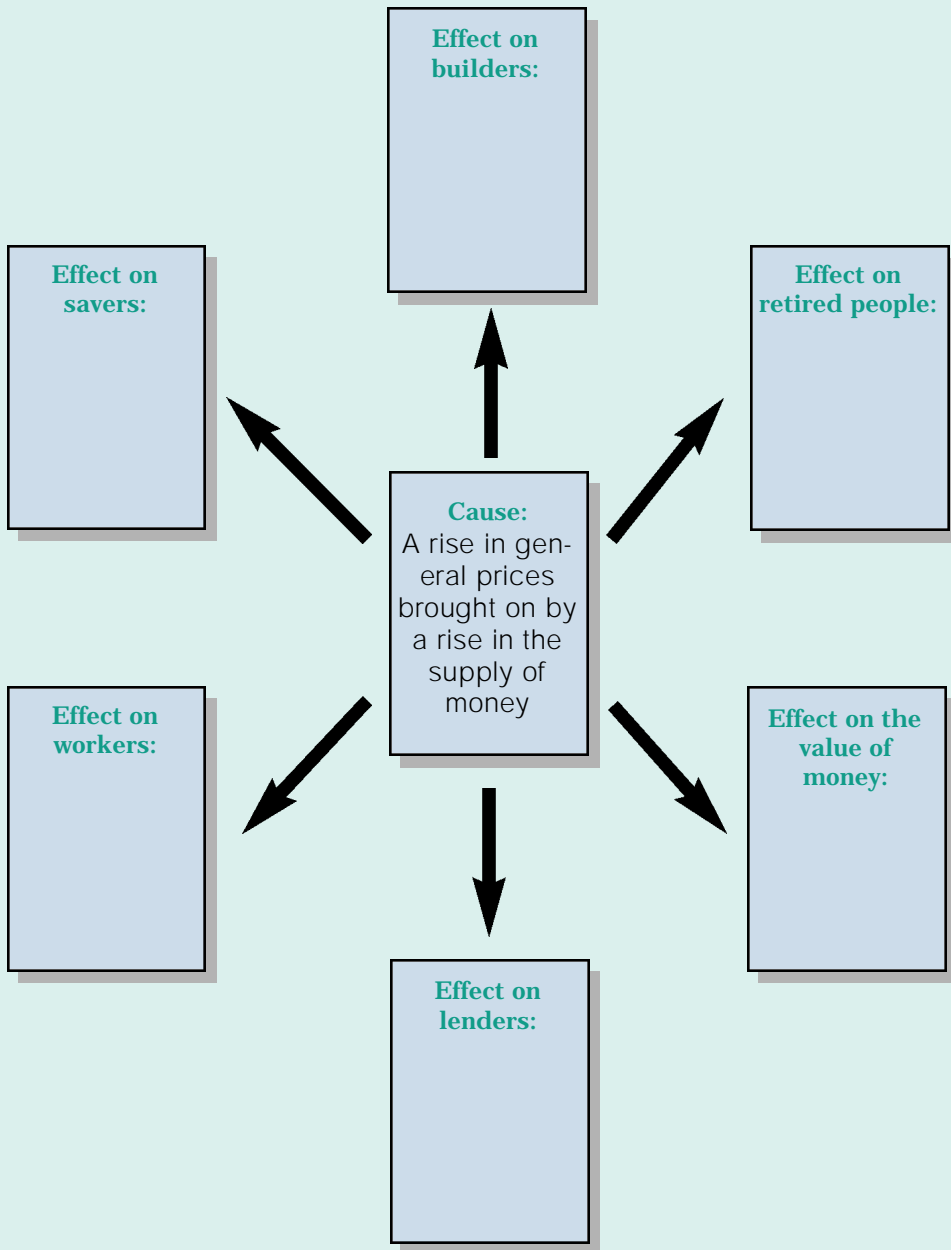 Effect on
builders:
Effect on
savers:
Effect on
retired people:
Cause:
A rise in gen-
eral prices
brought on by
a rise in the
supply of
money
Effect on
workers:
Effect on the
value of
money:
Effect on
lenders: